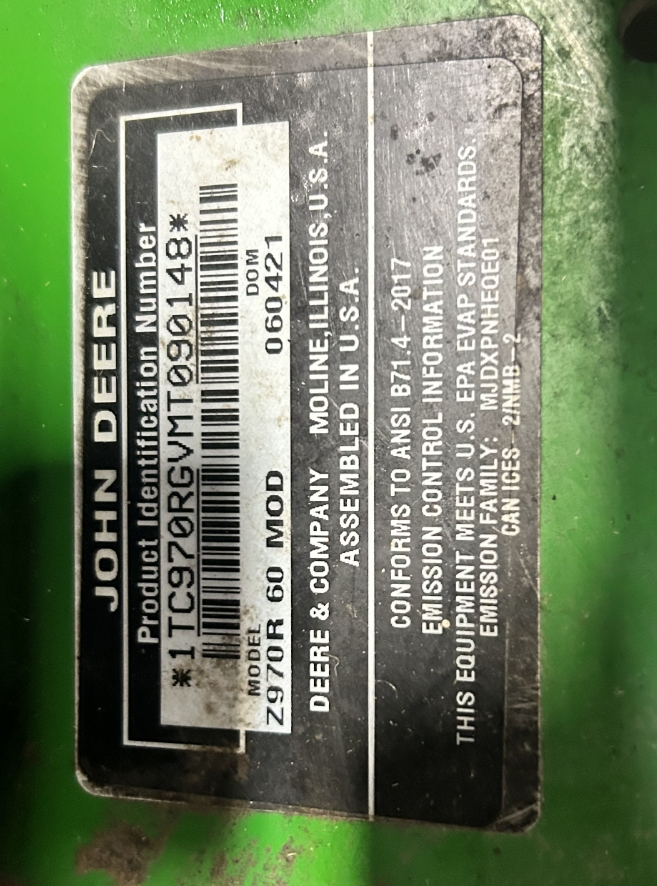 JOHN DEERE
Product Identification Number
*1TC970RGVMT090148*
MODEL DOM
Z970R 60 MOD 060421
DEERE & COMPANY MOLINE, ILLINOIS, U.S.A.
ASSEMBLED IN U.S.A.
CONFORMS TO ANSI B71.4-2017
EMISSION CONTROL INFORMATION
THIS EQUIPMENT MEETS U.S. EPA EVAP STANDARDS.
EMISSION FAMILY: MJDXPNHEQE01
CAN ICES - 2/NMB - 2